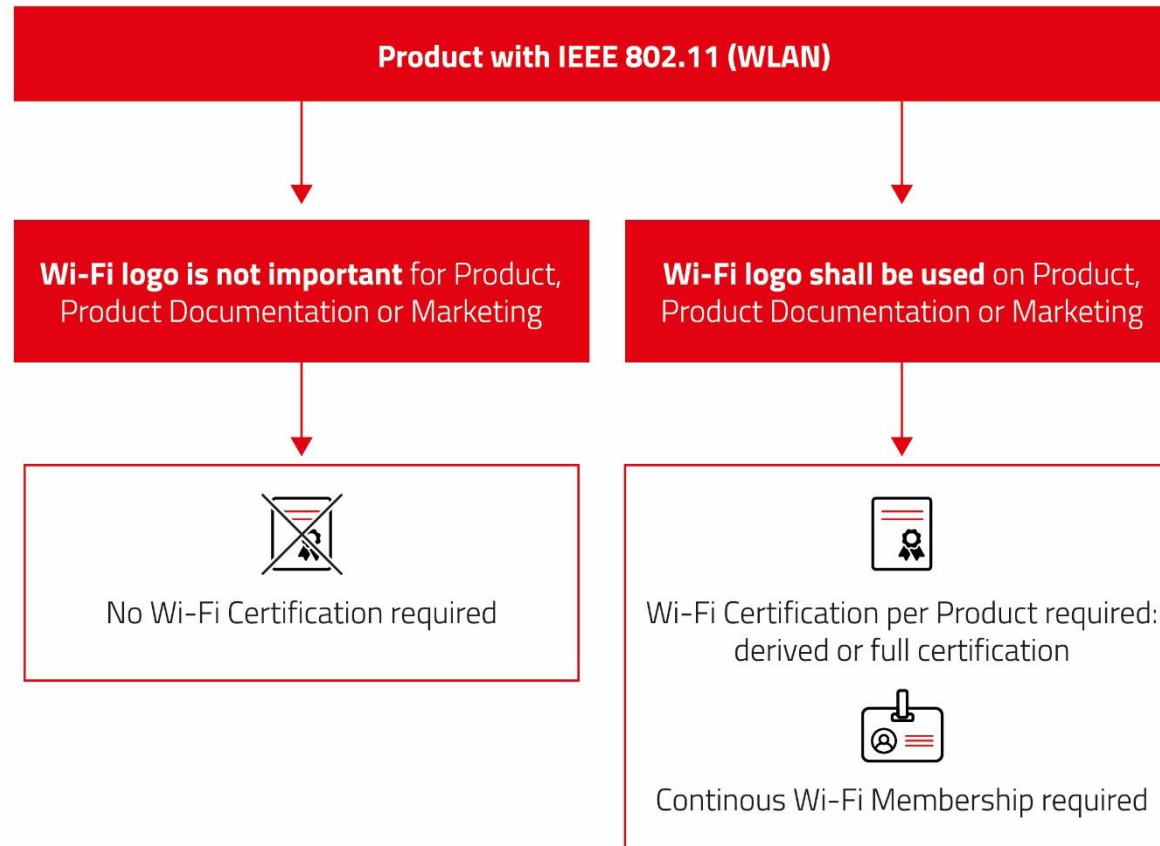 Product with IEEE 802.11 (WLAN)
Wi-Fi logo is not important for Product,
Product Documentation or Marketing
Wi-Fi logo shall be used on Product,
Product Documentation or Marketing
No Wi-Fi Certification required
Wi-Fi Certification per Product required:
derived or full certification
Continous Wi-Fi Membership required